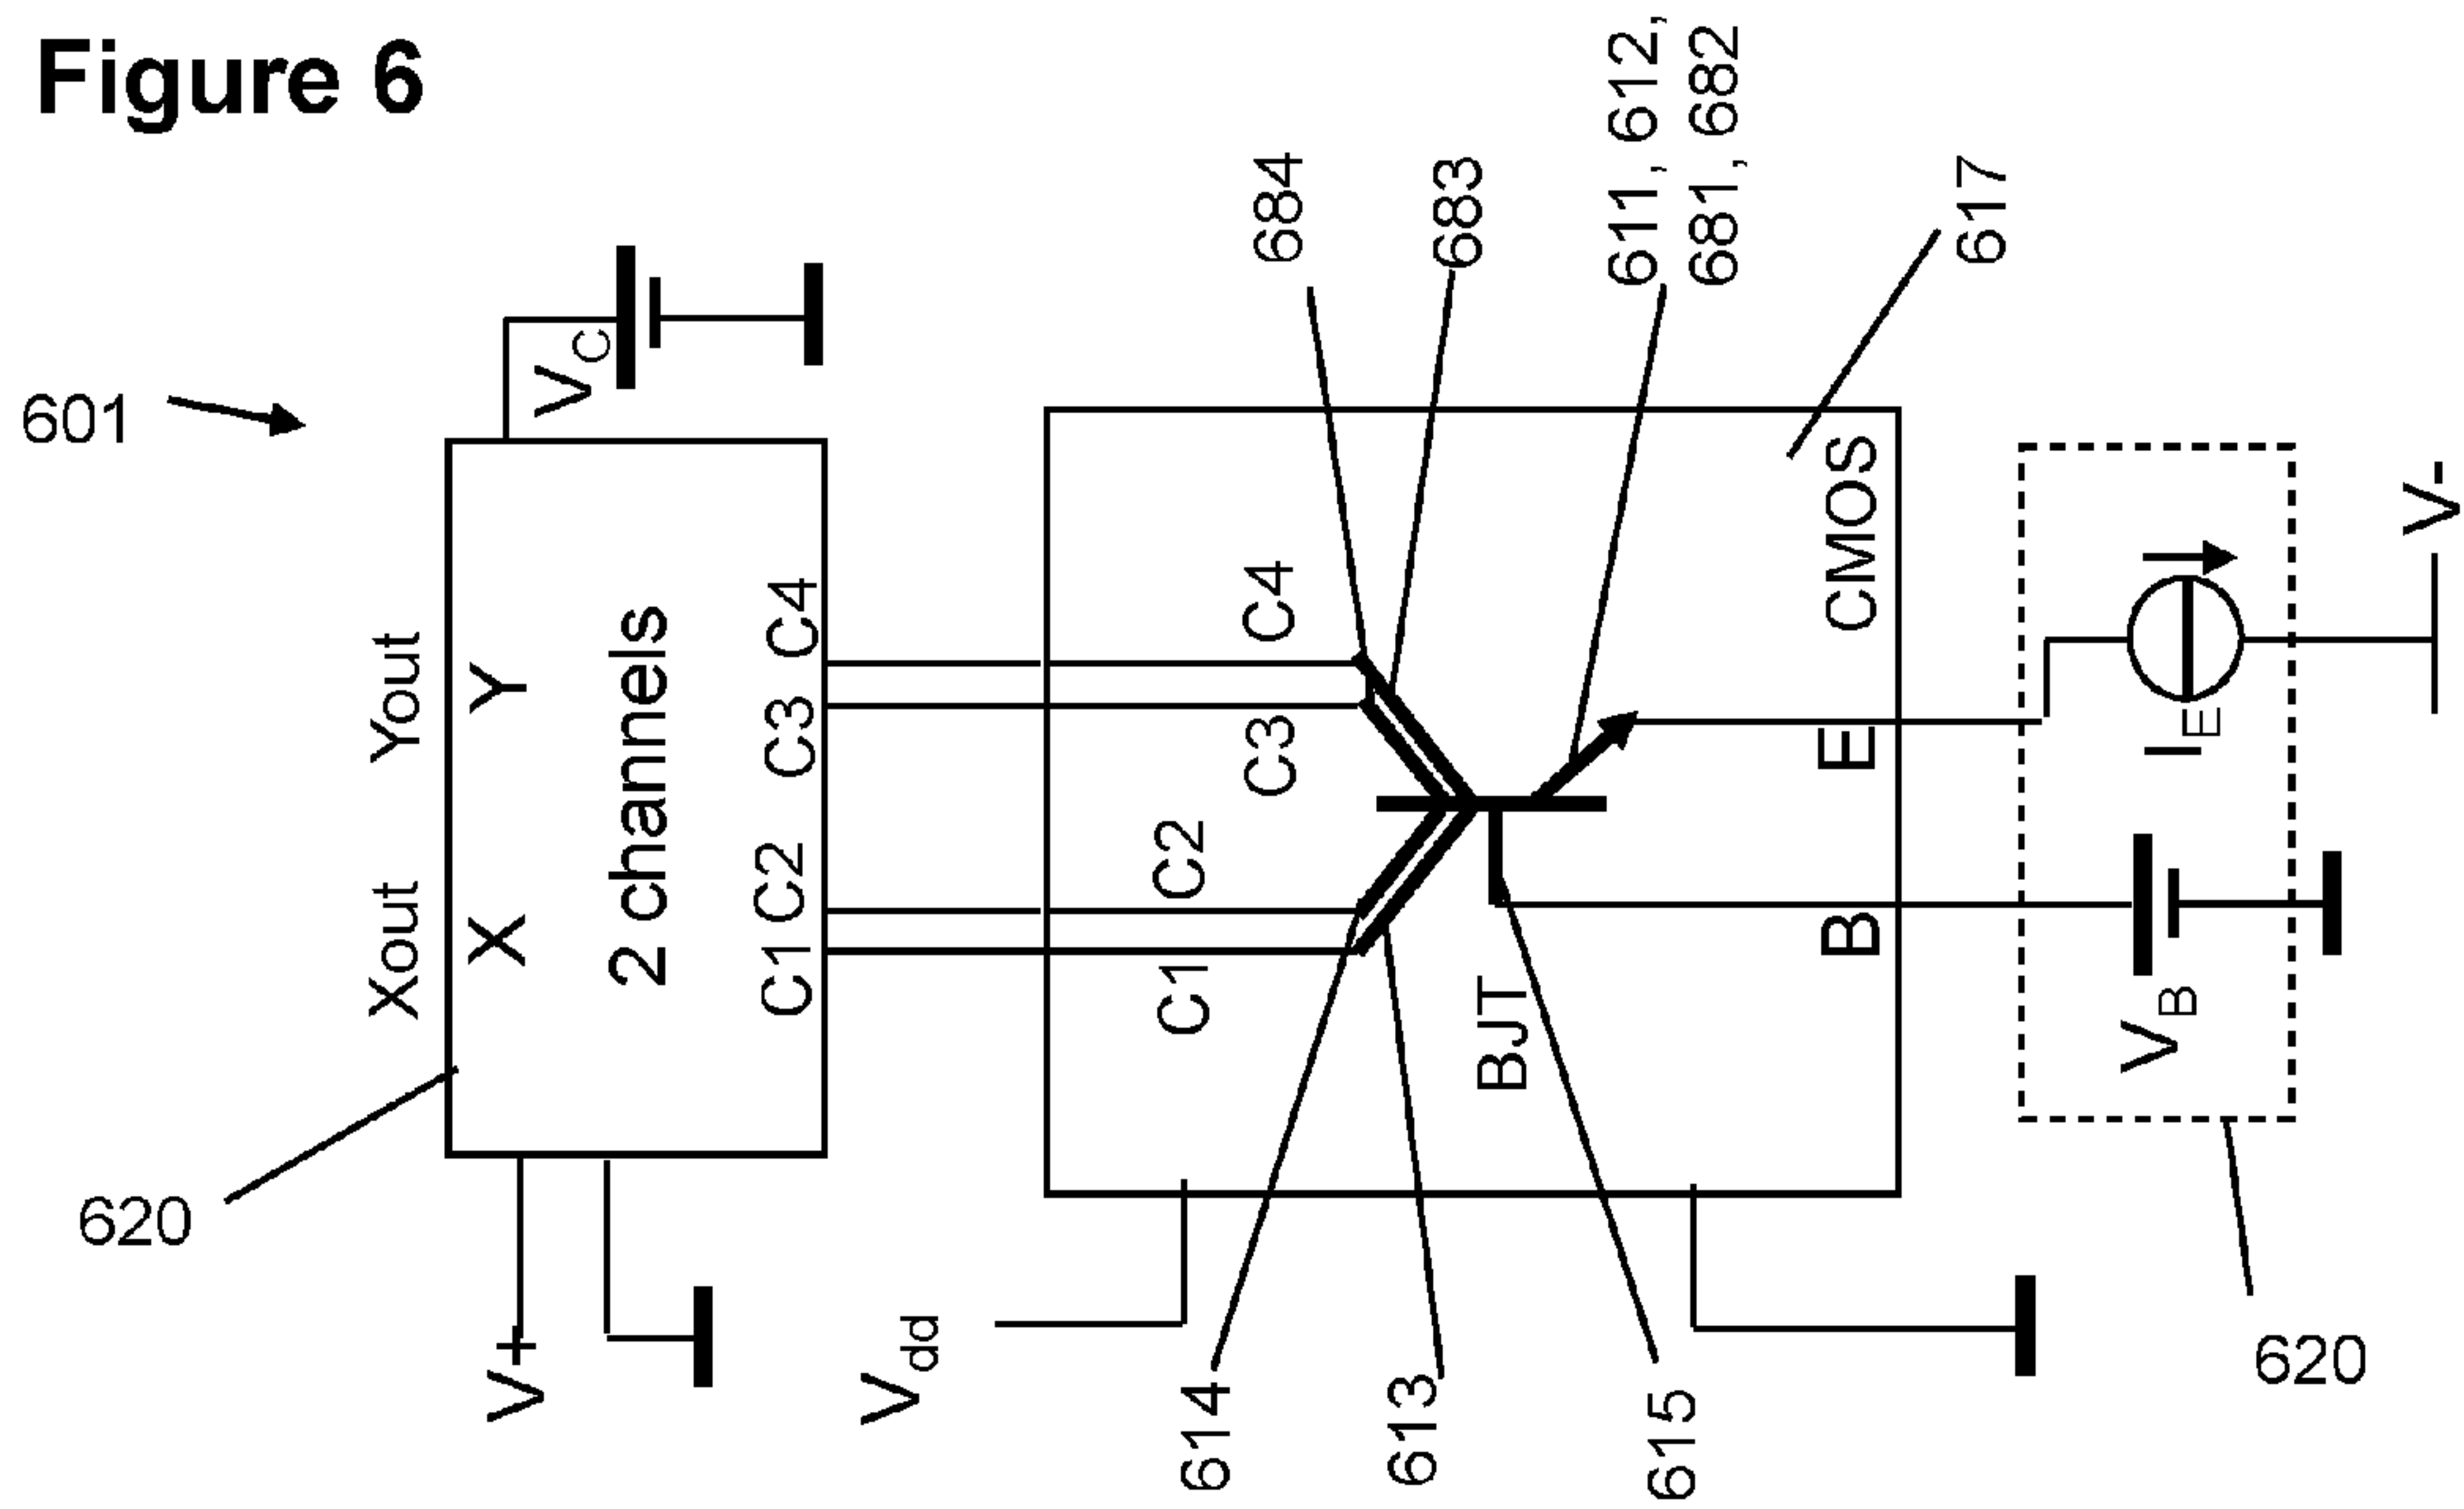 Figure 6
601
620
V+
Xout
Yout
X
Y
2 channels
C1
C2
C3
C4
VC
Vdd
C1
C2
C3
C4
BJT
B
E
CMOS
684
683
611, 612,
681, 682
617
614
613
615
VB
IE
V-
620